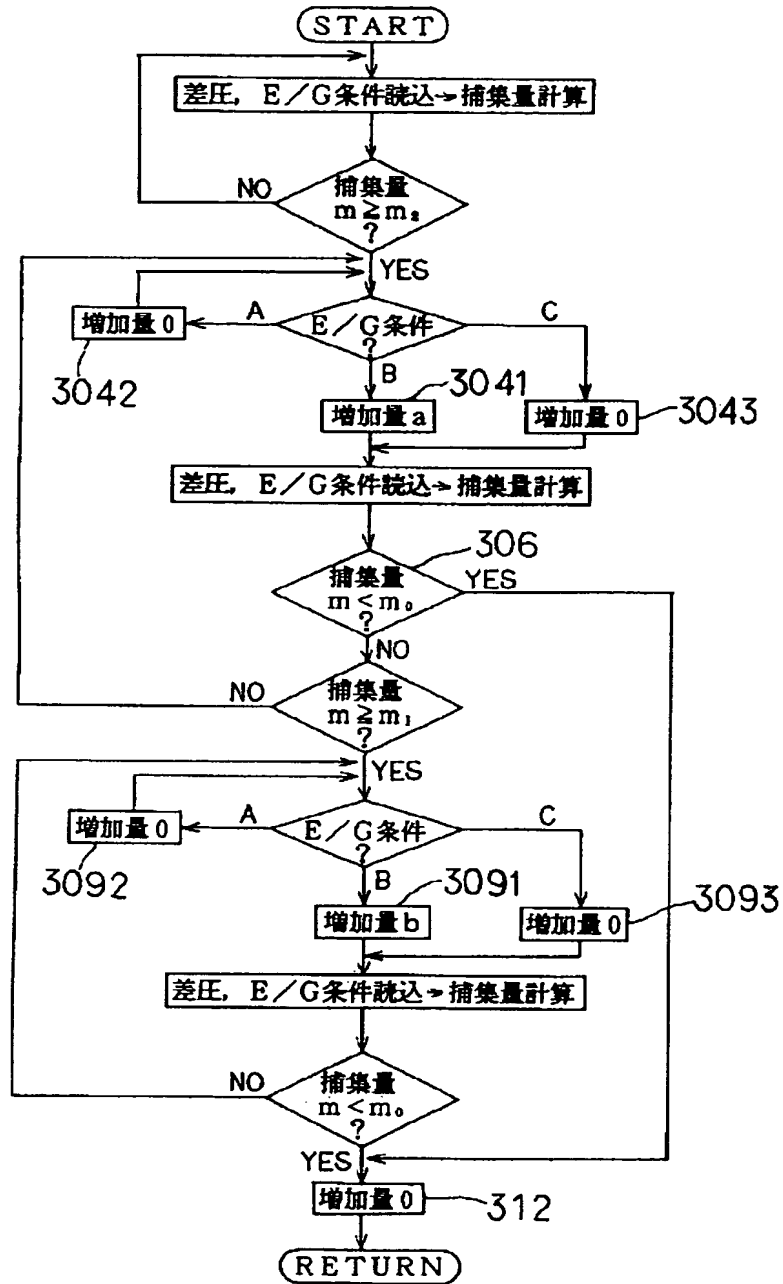 START
差圧, E/G条件読込→捕集量計算
捕集量
m≧m₂
?
NO
YES
E/G条件
?
A
増加量0
3042
B
3041
増加量a
C
増加量0
3043
差圧, E/G条件読込→捕集量計算
306
捕集量
m<m₀
?
YES
NO
捕集量
m≧m₁
?
NO
YES
E/G条件
?
A
増加量0
3092
B
3091
増加量b
C
増加量0
3093
差圧, E/G条件読込→捕集量計算
捕集量
m<m₀
?
NO
YES
増加量0
312
RETURN